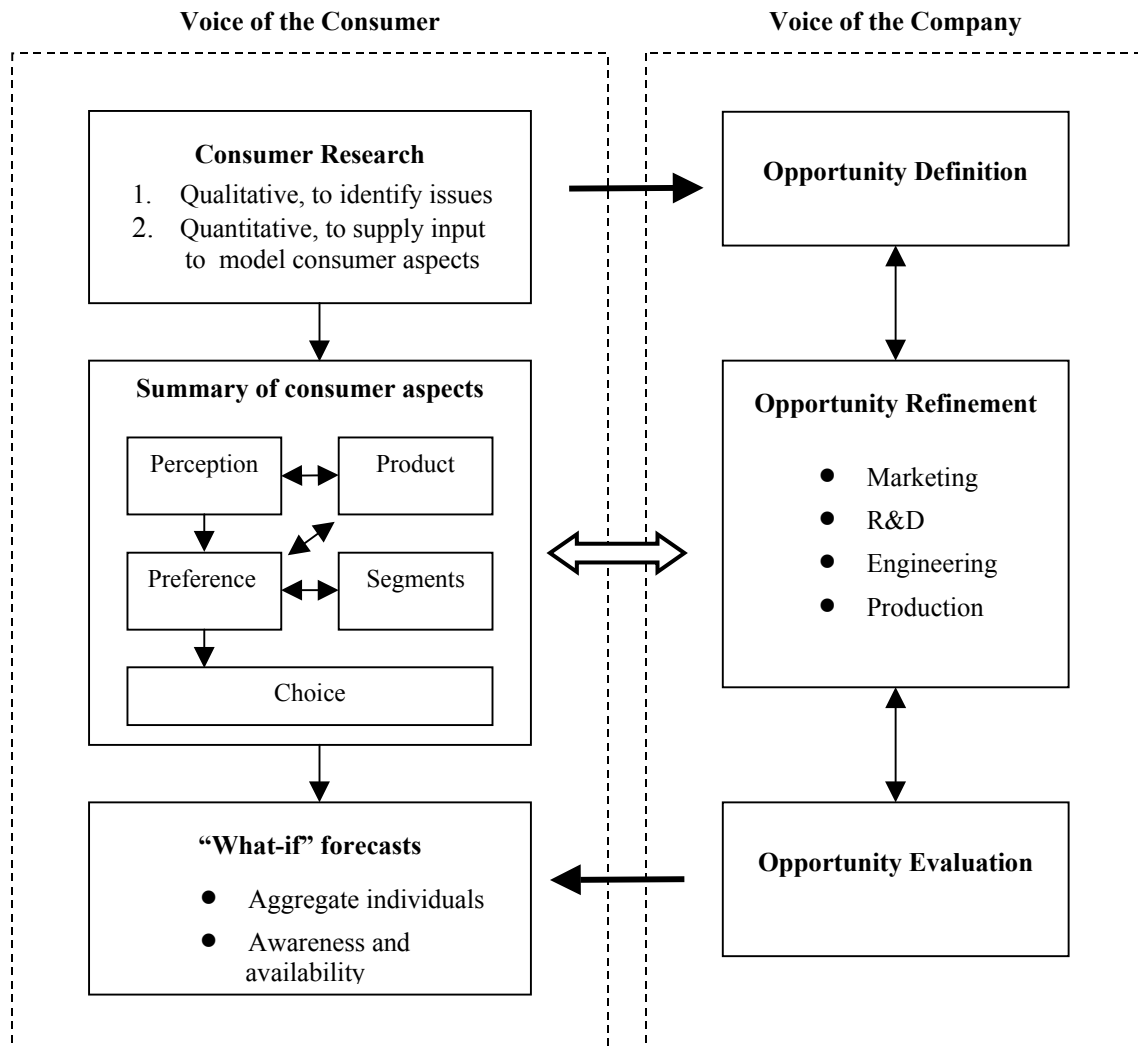 Voice of the Consumer
Voice of the Company
Consumer Research
1. Qualitative, to identify issues
2. Quantitative, to supply input
to model consumer aspects
Opportunity Definition
Summary of consumer aspects
Perception
Product
Preference
Segments
Choice
Opportunity Refinement
● Marketing
● R&D
● Engineering
● Production
“What-if” forecasts
● Aggregate individuals
● Awareness and
availability
Opportunity Evaluation